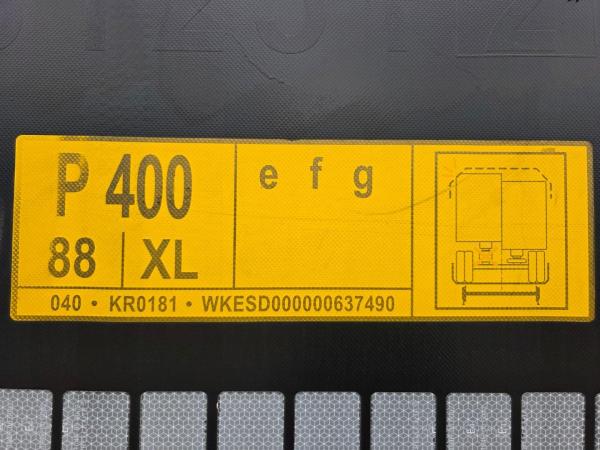 P 400
e f g
88 XL
040 • KR0181 • WKESD000000637490